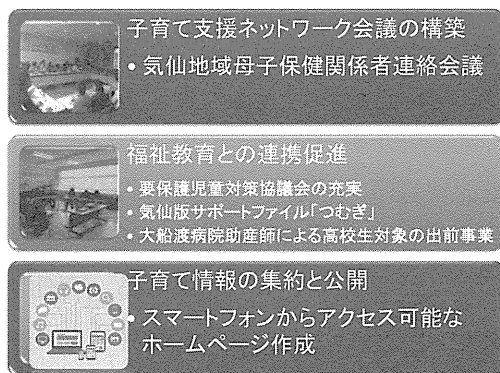 子育て支援ネットワーク会議の構築
• 気仙地域母子保健関係者連絡会議
福祉教育との連携促進
• 要保護児童対策協議会の充実
• 気仙版サポートファイル「つむぎ」
• 大船渡病院助産師による高校生対象の出前事業
子育て情報の集約と公開
• スマートフォンからアクセス可能な
ホームページ作成